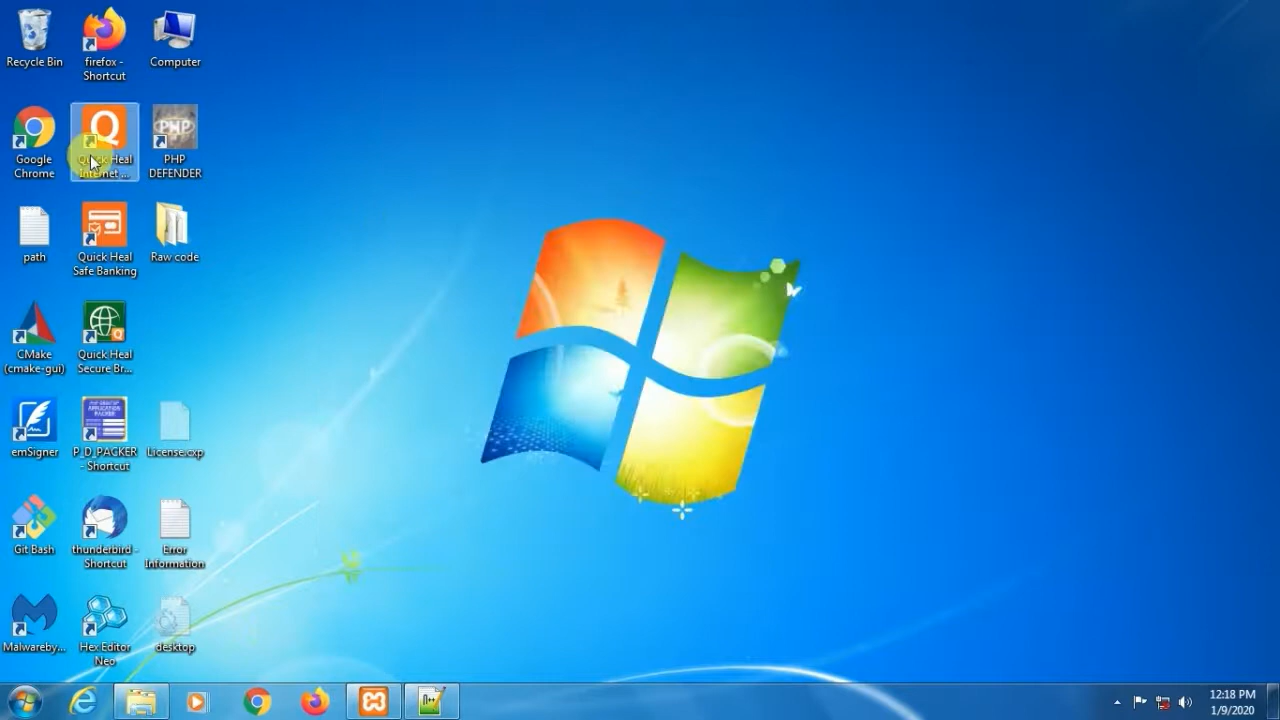 Recycle Bin
firefox -
Shortcut
Computer
Google
Chrome
Quick Heal
Internet ...
PHP
PHP
DEFENDER
path
Quick Heal
Safe Banking
Raw code
CMake
(cmake-gui)
Quick Heal
Secure Br...
emSigner
P_D_PACKER
- Shortcut
License.cxp
Git Bash
thunderbird -
Shortcut
Error
Information
Malwareby...
Hex Editor
Neo
desktop
12:18 PM
1/9/2020